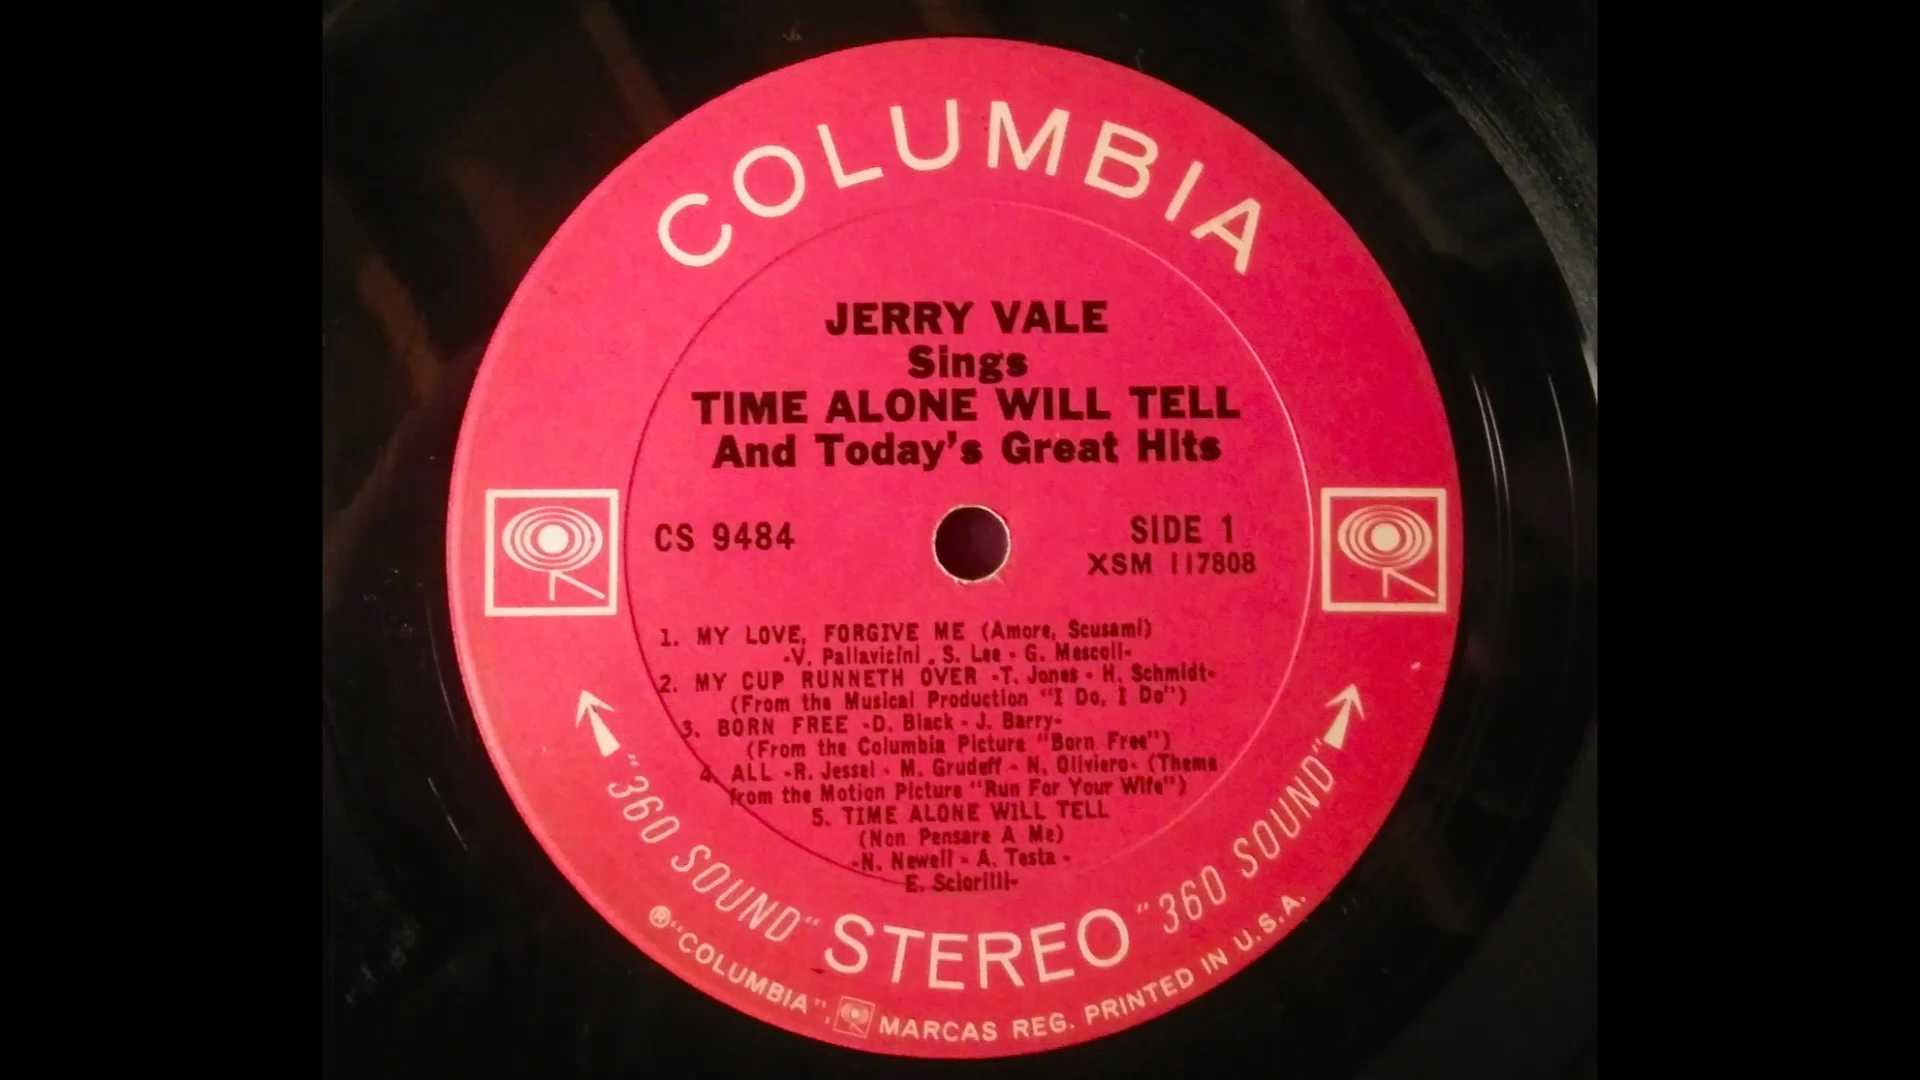 COLUMBIA
JERRY VALE
Sings
TIME ALONE WILL TELL
And Today's Great Hits
CS 9484
SIDE 1
XSM 117808
1. MY LOVE, FORGIVE ME (Amore, Scusami)
-V. Pallavicini - S. Lee - G. Mescoli-
2. MY CUP RUNNETH OVER -T. Jones - H. Schmidt-
(From the Musical Production "I Do, I Do")
3. BORN FREE -D. Black - J. Barry-
(From the Columbia Picture "Born Free")
4. ALL -R. Jessel - M. Grudeff - N. Oliviero- (Theme
from the Motion Picture "Run For Your Wife")
5. TIME ALONE WILL TELL
(Non Pensare A Me)
-N. Newell - A. Testa -
E. Sciorilli-
"360 SOUND" STEREO "360 SOUND"
®"COLUMBIA", MARCAS REG. PRINTED IN U.S.A.